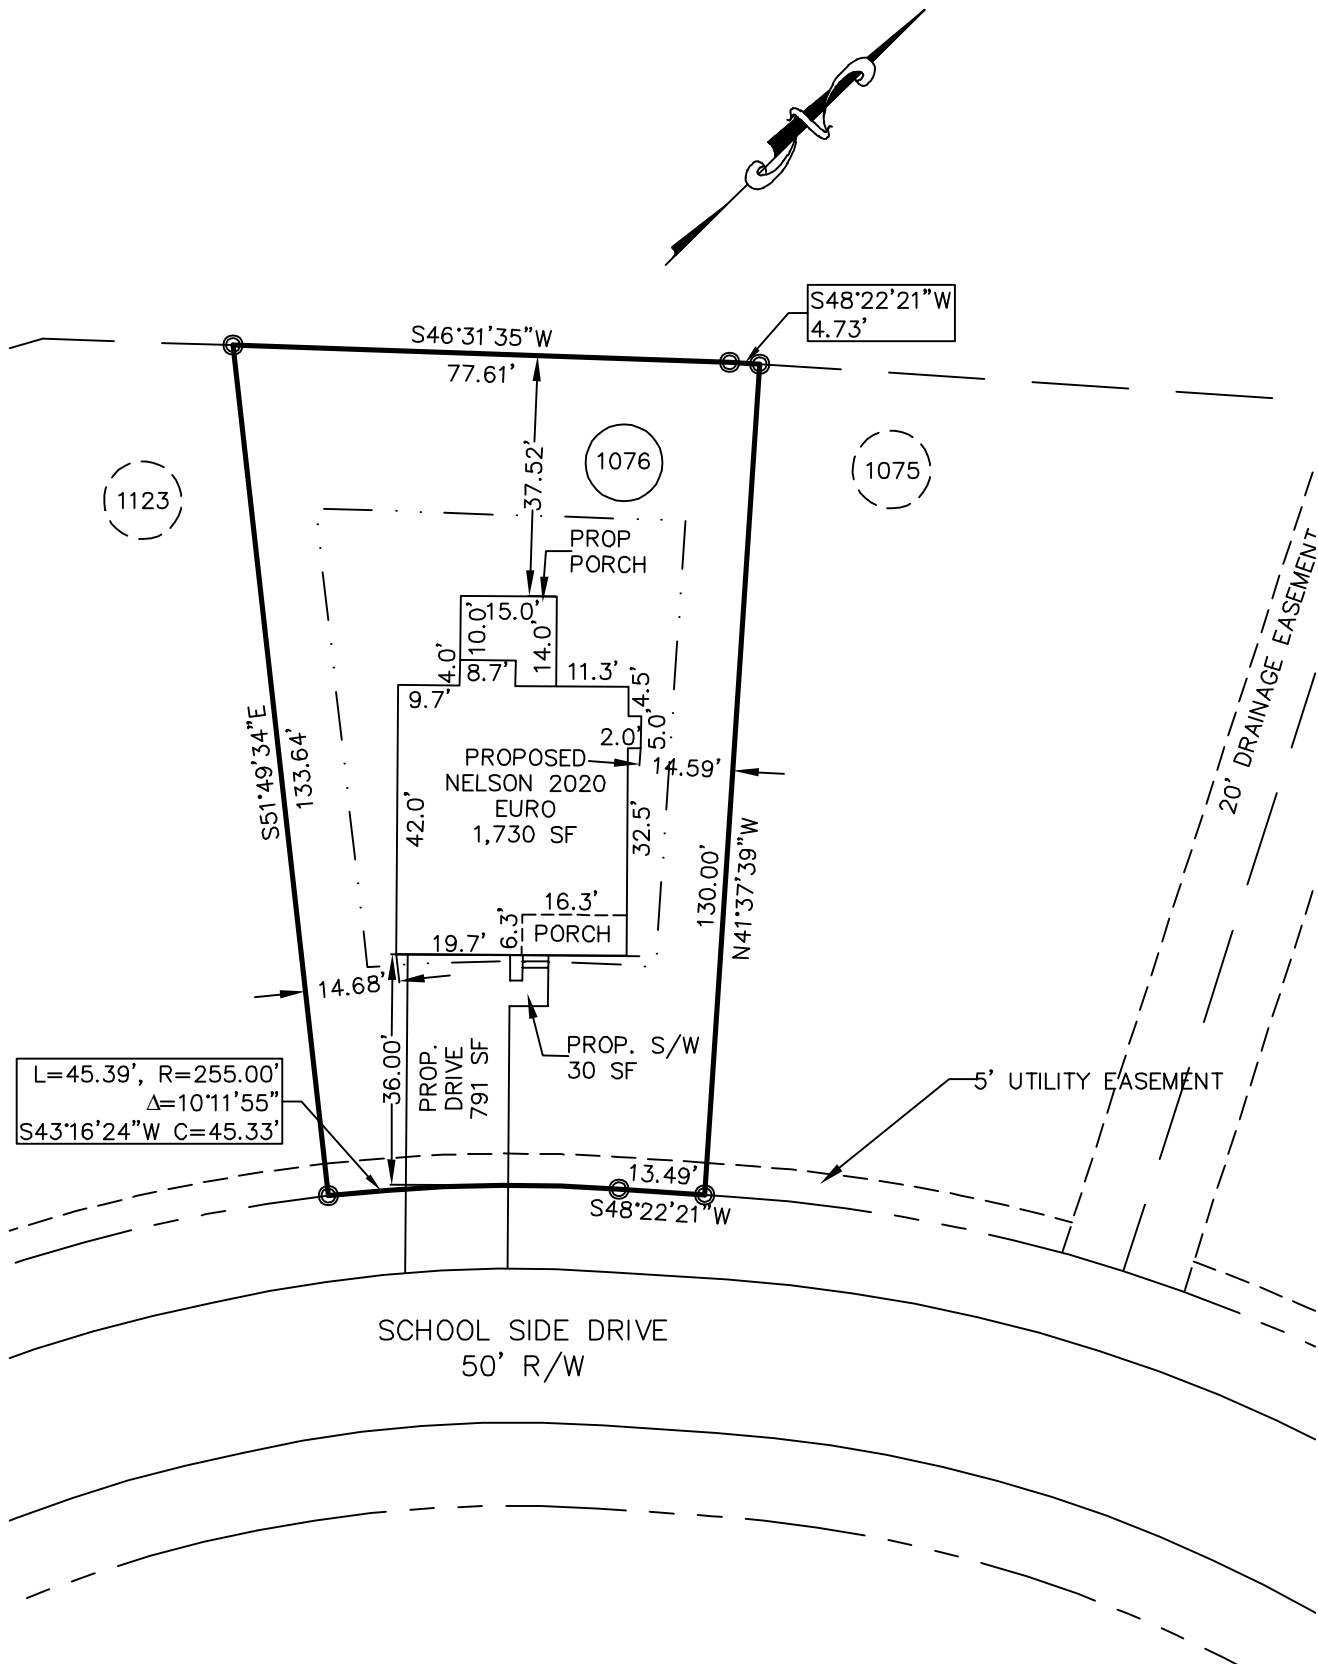 S48°22'21"W
4.73'
S46°31'35"W
77.61'
37.52'
1076
1075
1123
PROP
PORCH
20' DRAINAGE EASEMENT
10.0'
15.0'
14.0'
4.0'
8.7'
11.3'
9.7'
4.5'
5.0'
2.0'
14.59'
S51°49'34"E
133.64'
PROPOSED
NELSON 2020
EURO
1,730 SF
42.0'
32.5'
130.00'
N41°37'39"W
16.3'
PORCH
6.3'
19.7'
14.68'
36.00'
PROP.
DRIVE
791 SF
PROP. S/W
30 SF
L=45.39', R=255.00'
Δ=10°11'55"
S43°16'24"W C=45.33'
5' UTILITY EASEMENT
13.49'
S48°22'21"W
SCHOOL SIDE DRIVE
50' R/W